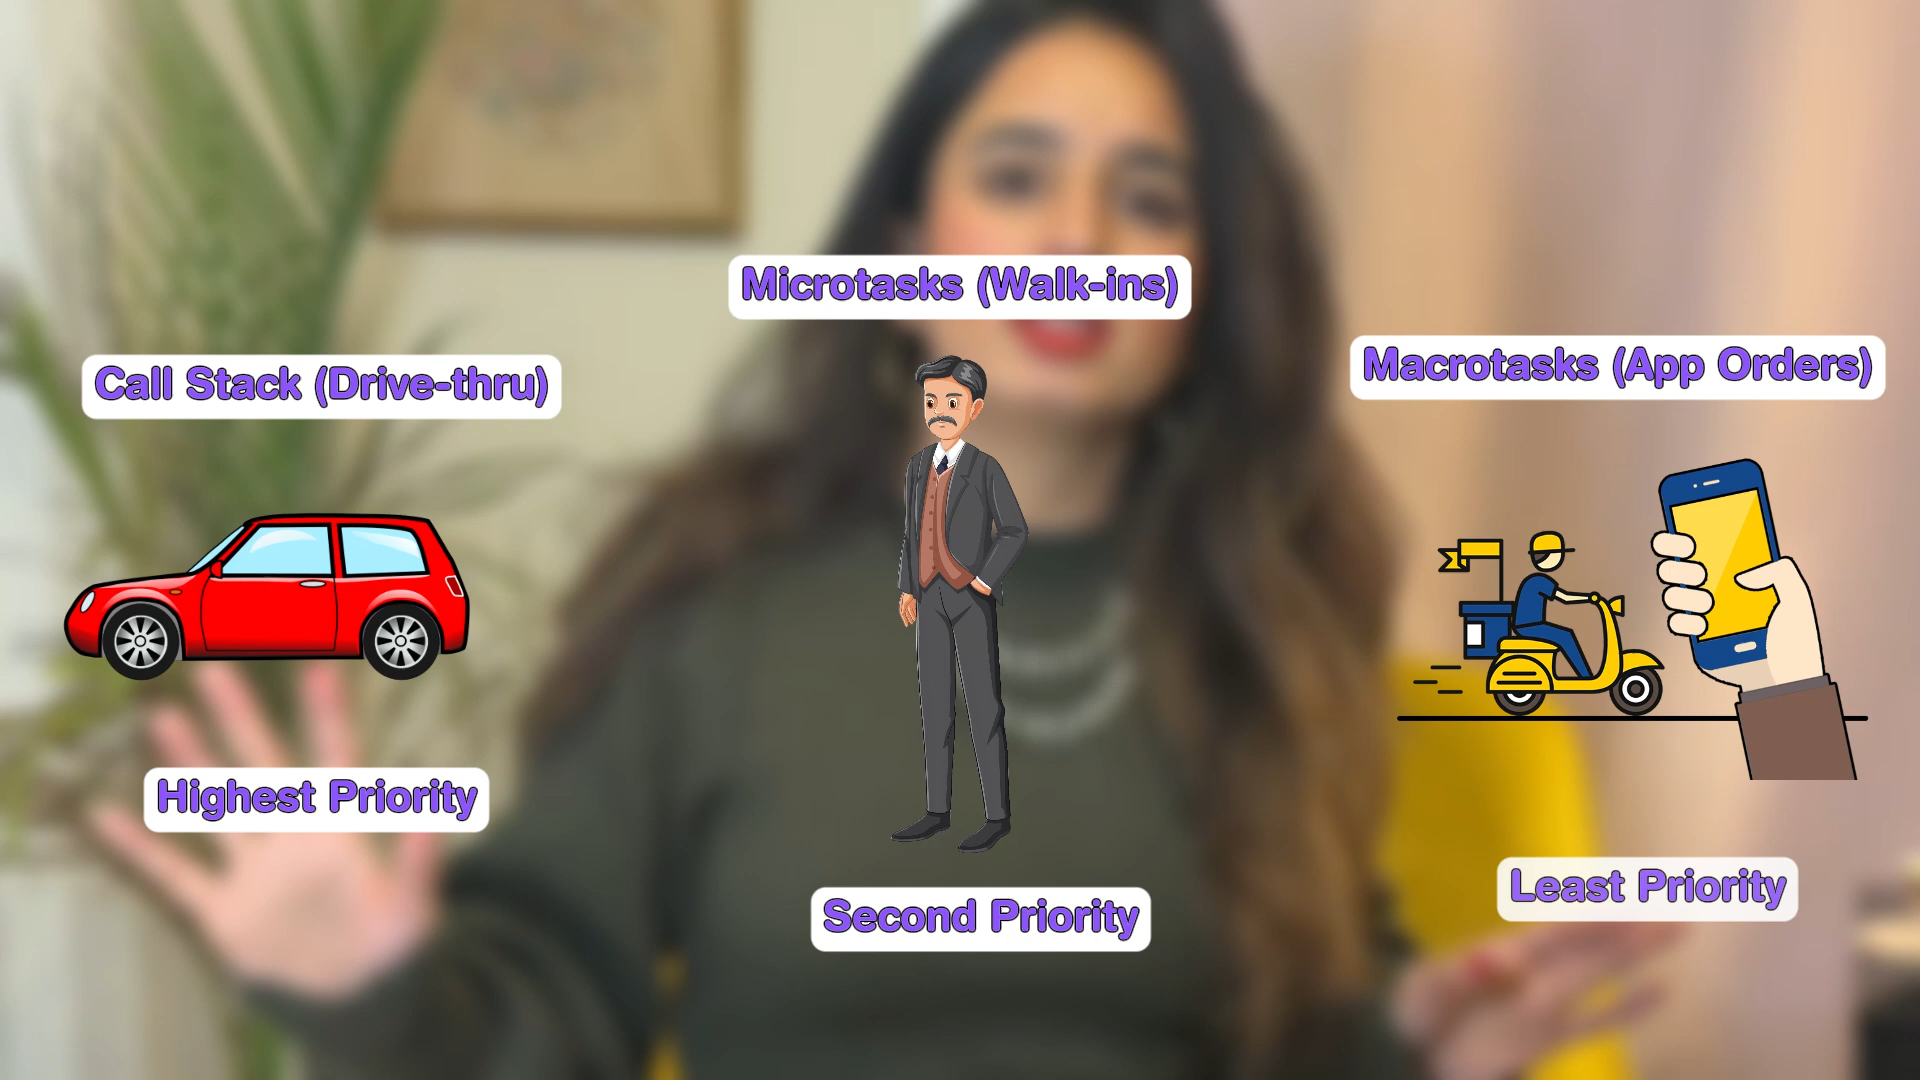 Microtasks (Walk-ins)
Call Stack (Drive-thru)
Macrotasks (App Orders)
Highest Priority
Second Priority
Least Priority